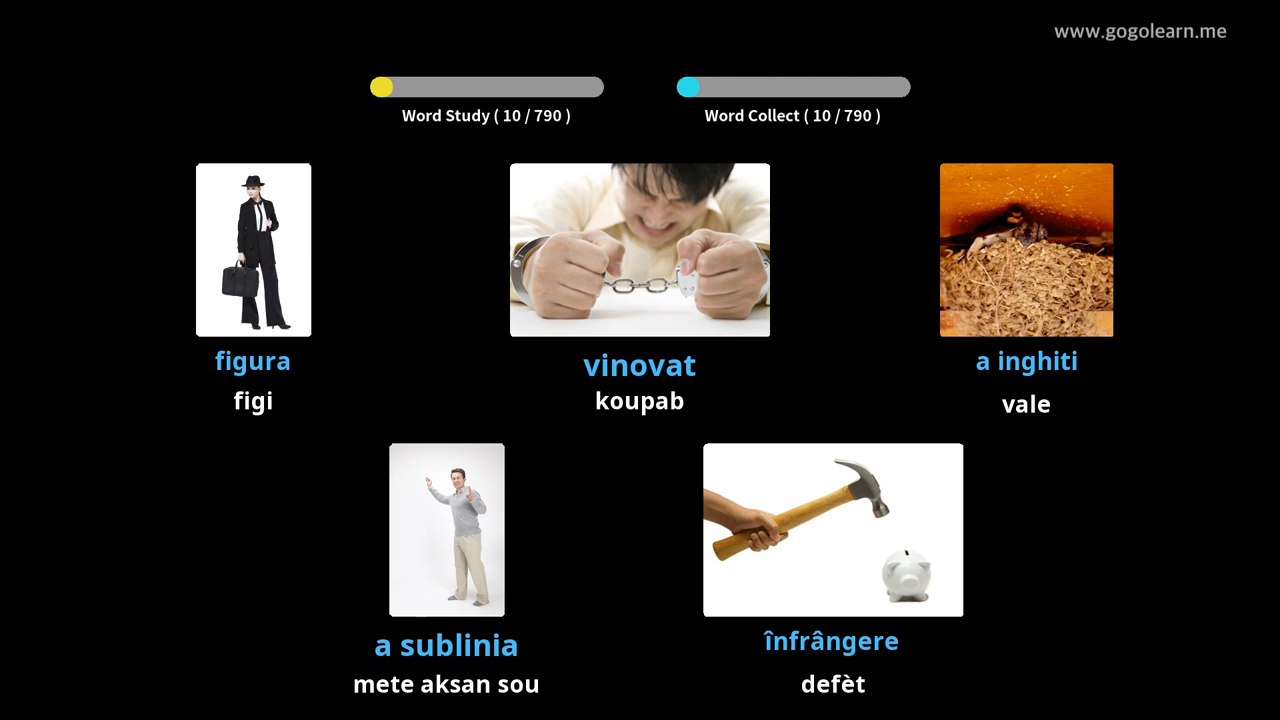 www.gogolearn.me
Word Study ( 10 / 790 )
Word Collect ( 10 / 790 )
figura
figi
vinovat
koupab
a inghiti
vale
a sublinia
mete aksan sou
înfrângere
defèt